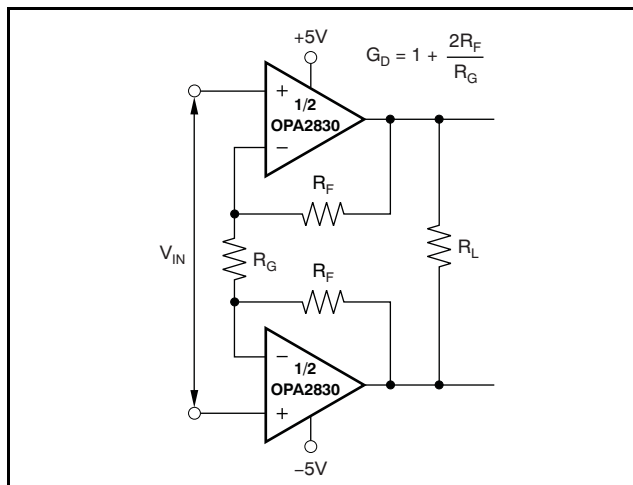 +5V
G_D = 1 + 2R_F / R_G
+
1/2
OPA2830
−
R_F
V_IN
R_G
R_L
R_F
−
1/2
OPA2830
+
−5V